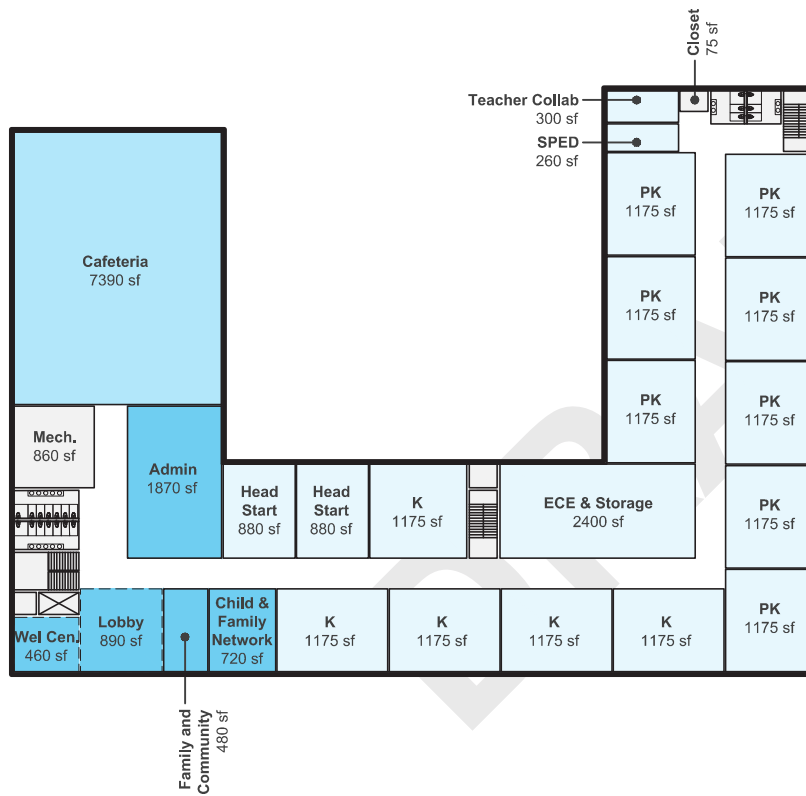 Closet
75 sf
Teacher Collab
300 sf
SPED
260 sf
PK
1175 sf
PK
1175 sf
Cafeteria
7390 sf
PK
1175 sf
PK
1175 sf
PK
1175 sf
PK
1175 sf
Mech.
860 sf
Admin
1870 sf
Head
Start
880 sf
Head
Start
880 sf
K
1175 sf
ECE & Storage
2400 sf
PK
1175 sf
Wel Cen.
460 sf
Lobby
890 sf
Family and
Community
480 sf
Child &
Family
Network
720 sf
K
1175 sf
K
1175 sf
K
1175 sf
K
1175 sf
PK
1175 sf